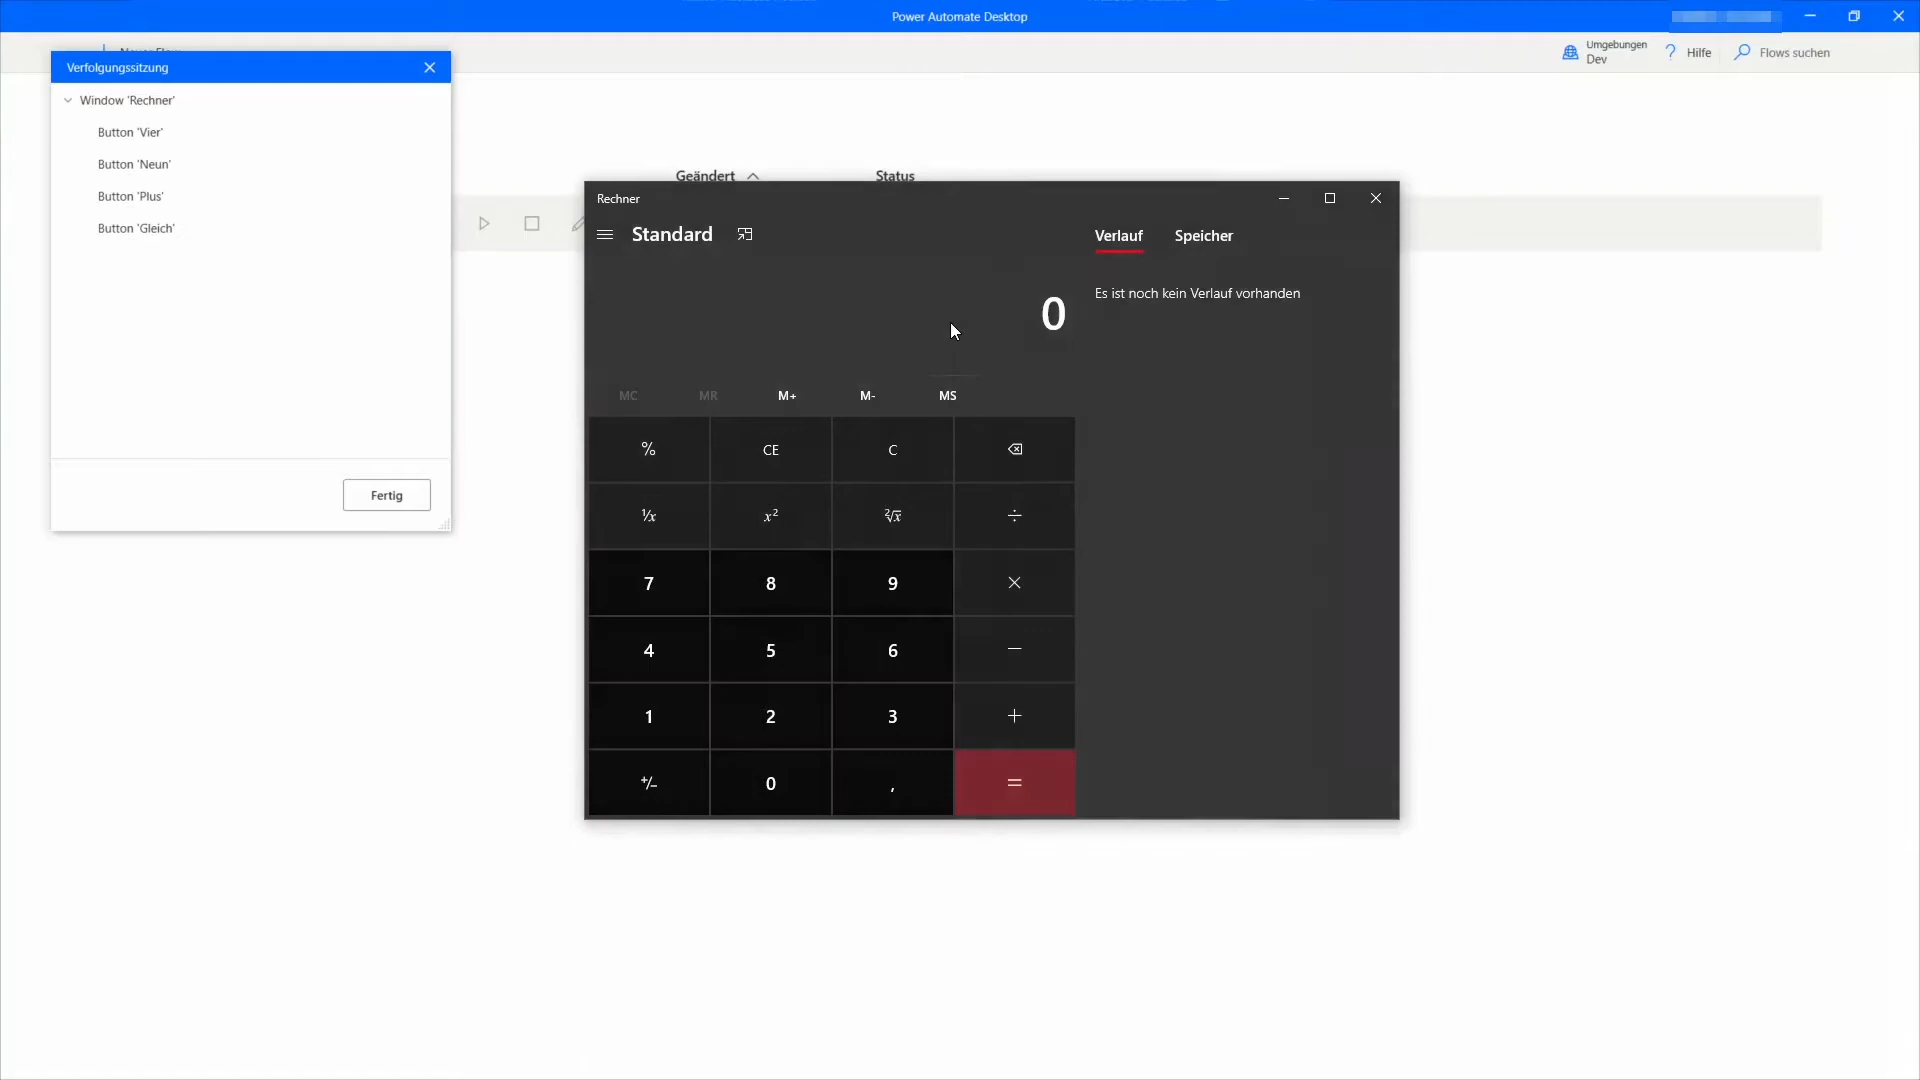 Power Automate Desktop
Umgebungen
Dev
Hilfe
Flows suchen
Verfolgungssitzung
Window 'Rechner'
Button 'Vier'
Button 'Neun'
Button 'Plus'
Button 'Gleich'
Fertig
Geändert
Status
Rechner
Standard
Verlauf
Speicher
0
Es ist noch kein Verlauf vorhanden
MC MR M+ M- MS
% CE C
¹/x x² ²√x ÷
7 8 9 ×
4 5 6 −
1 2 3 +
+/− 0 , =